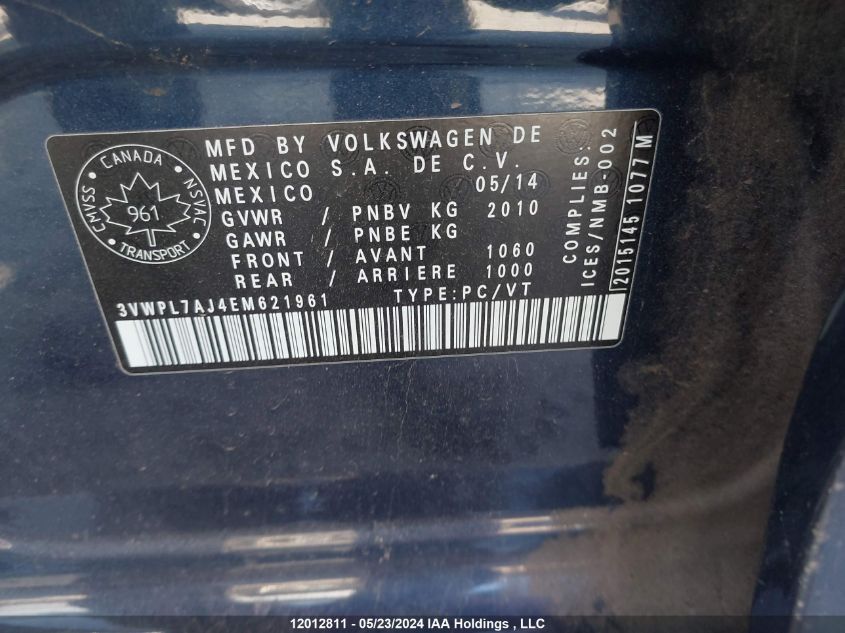 CANADA
CMVSS
NSVAC
961
TRANSPORT
MFD BY VOLKSWAGEN DE
MEXICO S.A. DE C.V.
MEXICO 05/14
GVWR / PNBV KG 2010
GAWR / PNBE KG
FRONT / AVANT 1060
REAR / ARRIERE 1000
3VWPL7AJ4EM621961 TYPE:PC/VT
COMPLIES..
ICES/NMB-002
2015145 1077 M
12012811 - 05/23/2024 IAA Holdings , LLC